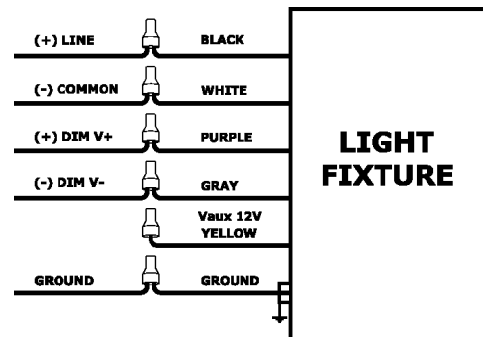 (+) LINE BLACK
(-) COMMON WHITE
(+) DIM V+ PURPLE
(-) DIM V- GRAY
Vaux 12V
YELLOW
GROUND GROUND
LIGHT
FIXTURE